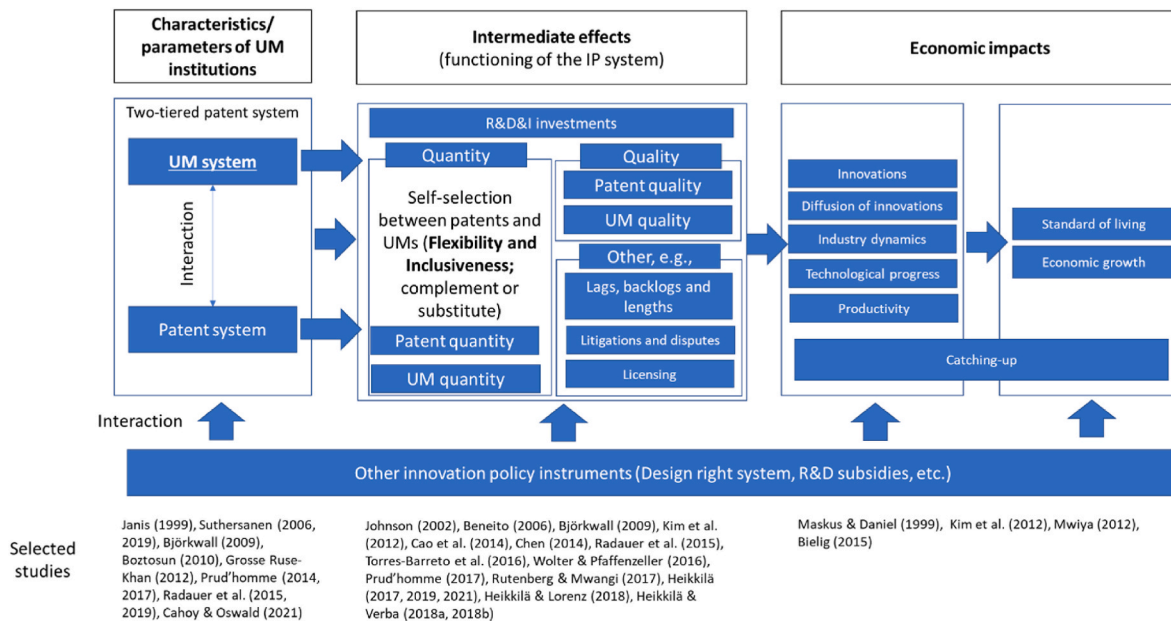 Characteristics/
parameters of UM
institutions
Intermediate effects
(functioning of the IP system)
Economic impacts
Two-tiered patent system
UM system
Interaction
Patent system
R&D&I investments
Quantity
Self-selection
between patents and
UMs (Flexibility and
Inclusiveness;
complement or
substitute)
Patent quantity
UM quantity
Quality
Patent quality
UM quality
Other, e.g.,
Lags, backlogs and
lengths
Litigations and disputes
Licensing
Innovations
Diffusion of innovations
Industry dynamics
Technological progress
Productivity
Standard of living
Economic growth
Catching-up
Interaction
Other innovation policy instruments (Design right system, R&D subsidies, etc.)
Selected
studies
Janis (1999), Suthersanen (2006,
2019), Björkwall (2009),
Boztosun (2010), Grosse Ruse-
Khan (2012), Prud'homme (2014,
2017), Radauer et al. (2015,
2019), Cahoy & Oswald (2021)
Johnson (2002), Beneito (2006), Björkwall (2009), Kim et al.
(2012), Cao et al. (2014), Chen (2014), Radauer et al. (2015),
Torres-Barreto et al. (2016), Wolter & Pfaffenzeller (2016),
Prud'homme (2017), Rutenberg & Mwangi (2017), Heikkilä
(2017, 2019, 2021), Heikkilä & Lorenz (2018), Heikkilä &
Verba (2018a, 2018b)
Maskus & Daniel (1999), Kim et al. (2012), Mwiya (2012),
Bielig (2015)